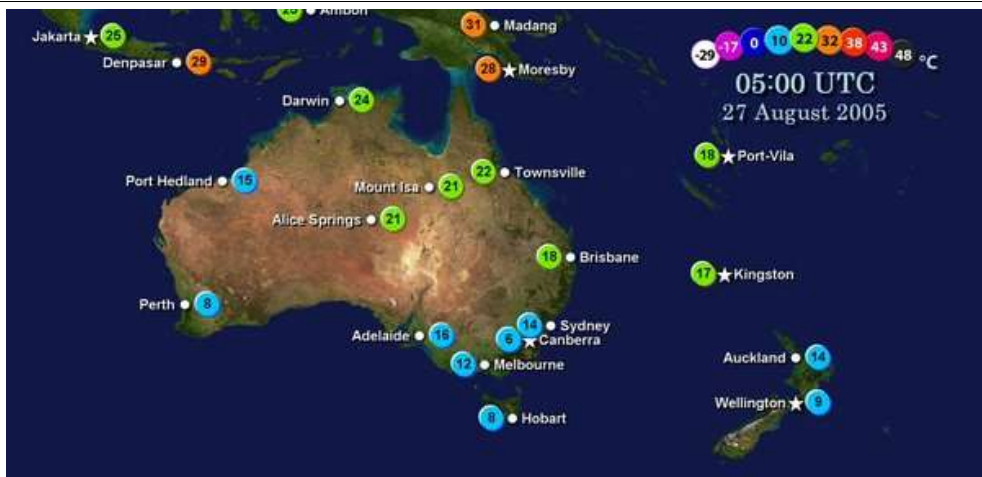 25 Ambon
31 Madang
Jakarta 25
Denpasar 29
28 Moresby
-29 -17 0 10 22 32 38 43 48 °C
05:00 UTC
27 August 2005
Darwin 24
18 Port-Vila
Port Hedland 15
22 Townsville
Mount Isa 21
Alice Springs 21
18 Brisbane
17 Kingston
Perth 8
14 Sydney
Adelaide 16
6 Canberra
12 Melbourne
Auckland 14
Wellington 9
8 Hobart